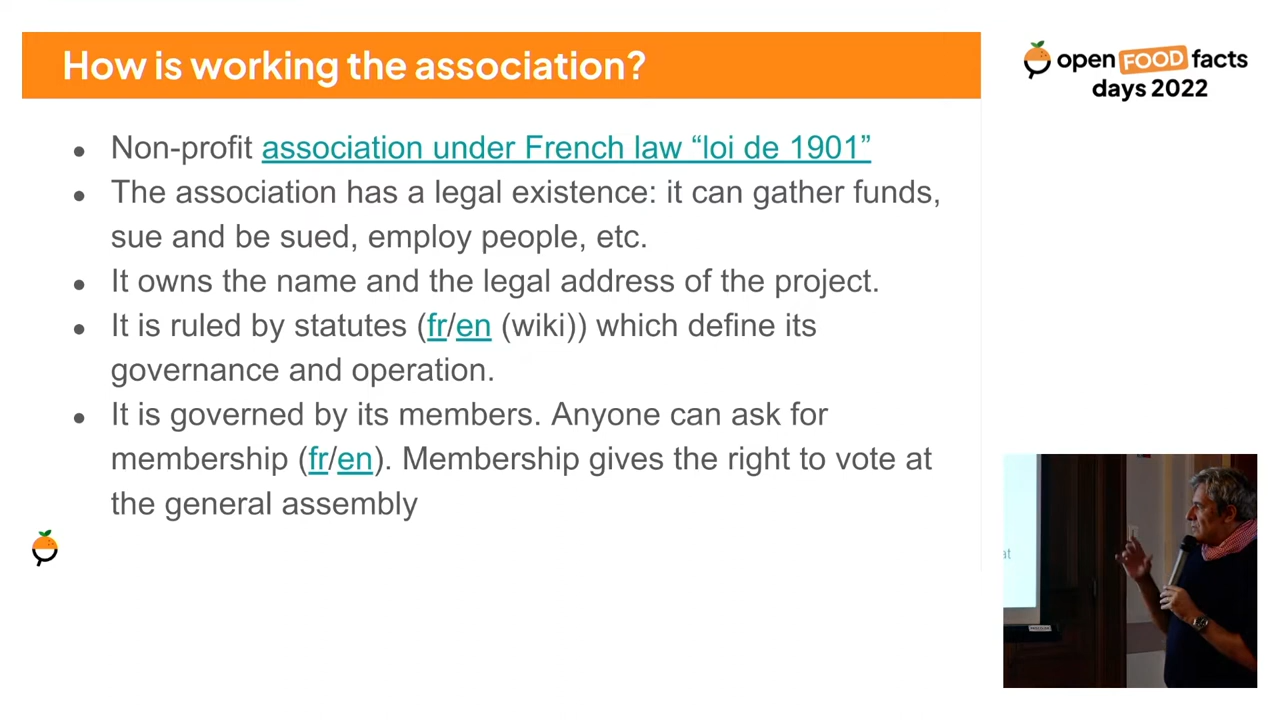 How is working the association?
open FOOD facts
days 2022
● Non-profit association under French law “loi de 1901”
● The association has a legal existence: it can gather funds,
sue and be sued, employ people, etc.
● It owns the name and the legal address of the project.
● It is ruled by statutes (fr/en (wiki)) which define its
governance and operation.
● It is governed by its members. Anyone can ask for
membership (fr/en). Membership gives the right to vote at
the general assembly
at